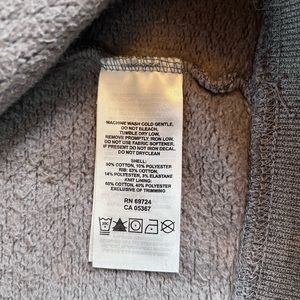 MACHINE WASH COLD GENTLE,
DO NOT BLEACH,
TUMBLE DRY LOW,
REMOVE PROMPTLY, IRON LOW.
DO NOT USE FABRIC SOFTENER.
IF PRESENT DO NOT IRON DECAL.
DO NOT DRYCLEAN
SHELL:
90% COTTON, 10% POLYESTER
RIB: 83% COTTON,
14% POLYESTER, 3% ELASTANE
KNIT LINING:
60% COTTON, 40% POLYESTER
EXCLUSIVE OF TRIMMING
RN 69724
CA 05367